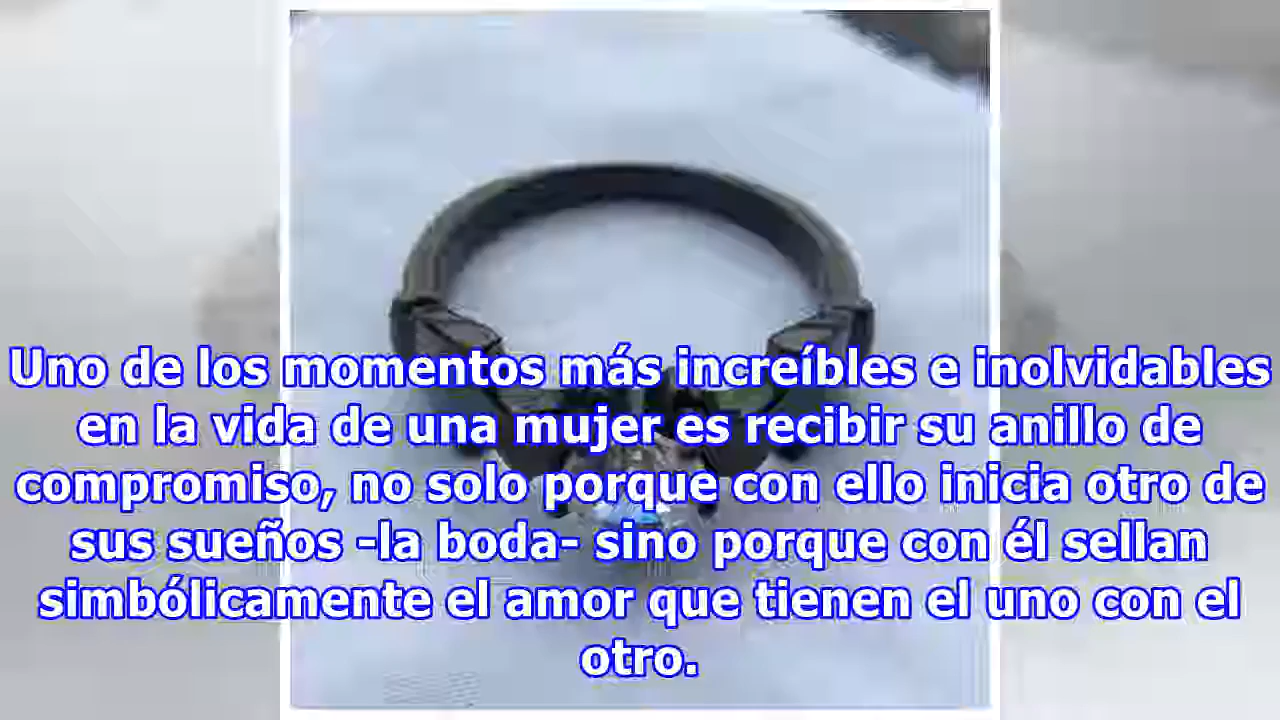 Uno de los momentos más increíbles e inolvidables
en la vida de una mujer es recibir su anillo de
compromiso, no solo porque con ello inicia otro de
sus sueños -la boda- sino porque con él sellan
simbólicamente el amor que tienen el uno con el
otro.